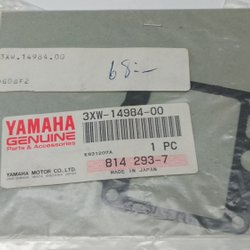 3XW-14984-00
68:-
YAMAHA
GENUINE
Parts & Accessories
3XW-14984-00
1 PC
E931207A
814 293-7
YAMAHA MOTOR CO., LTD.
MADE IN JAPAN